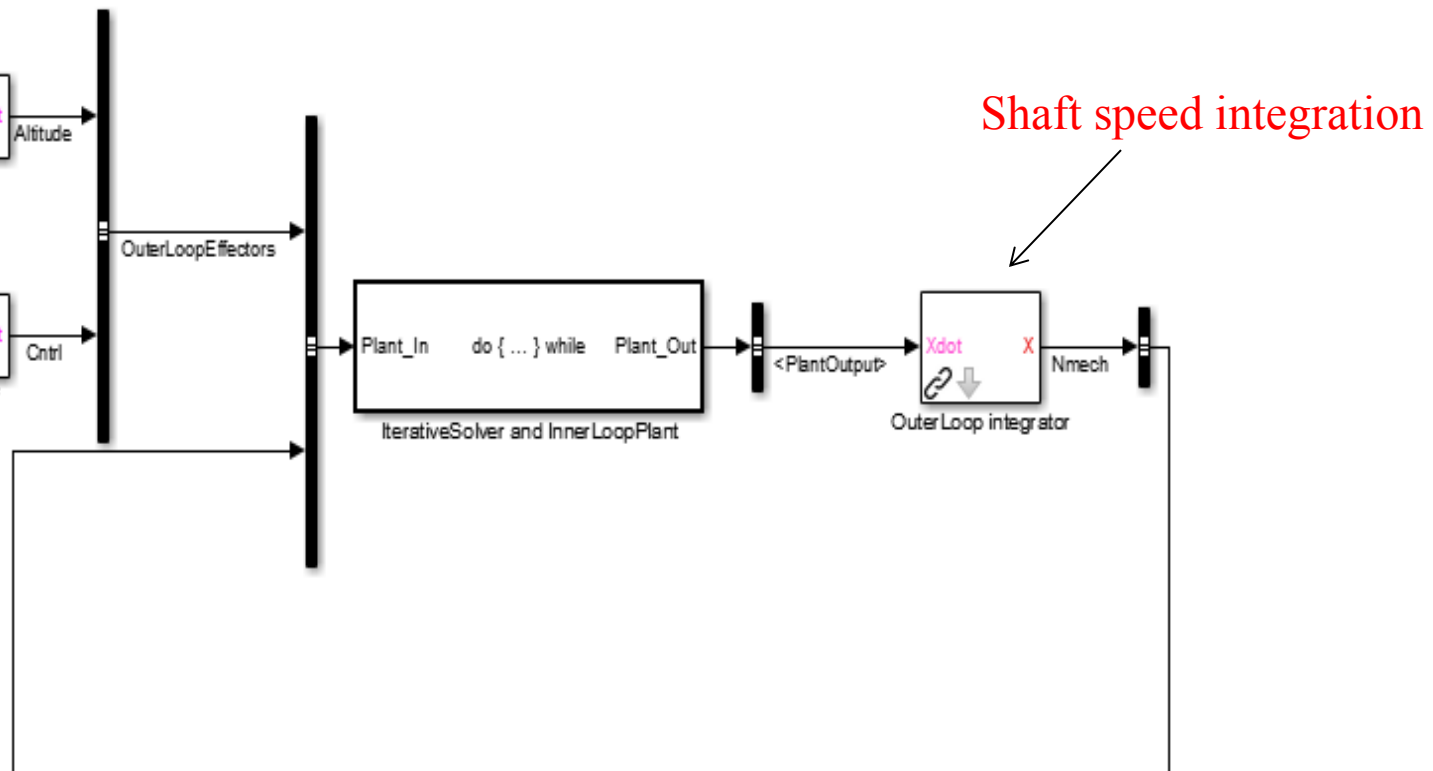 Shaft speed integration
Altitude
OuterLoopEffectors
Cntrl
Plant_In do { ... } while Plant_Out
IterativeSolver and InnerLoopPlant
<PlantOutput>
Xdot X
OuterLoop integrator
Nmech